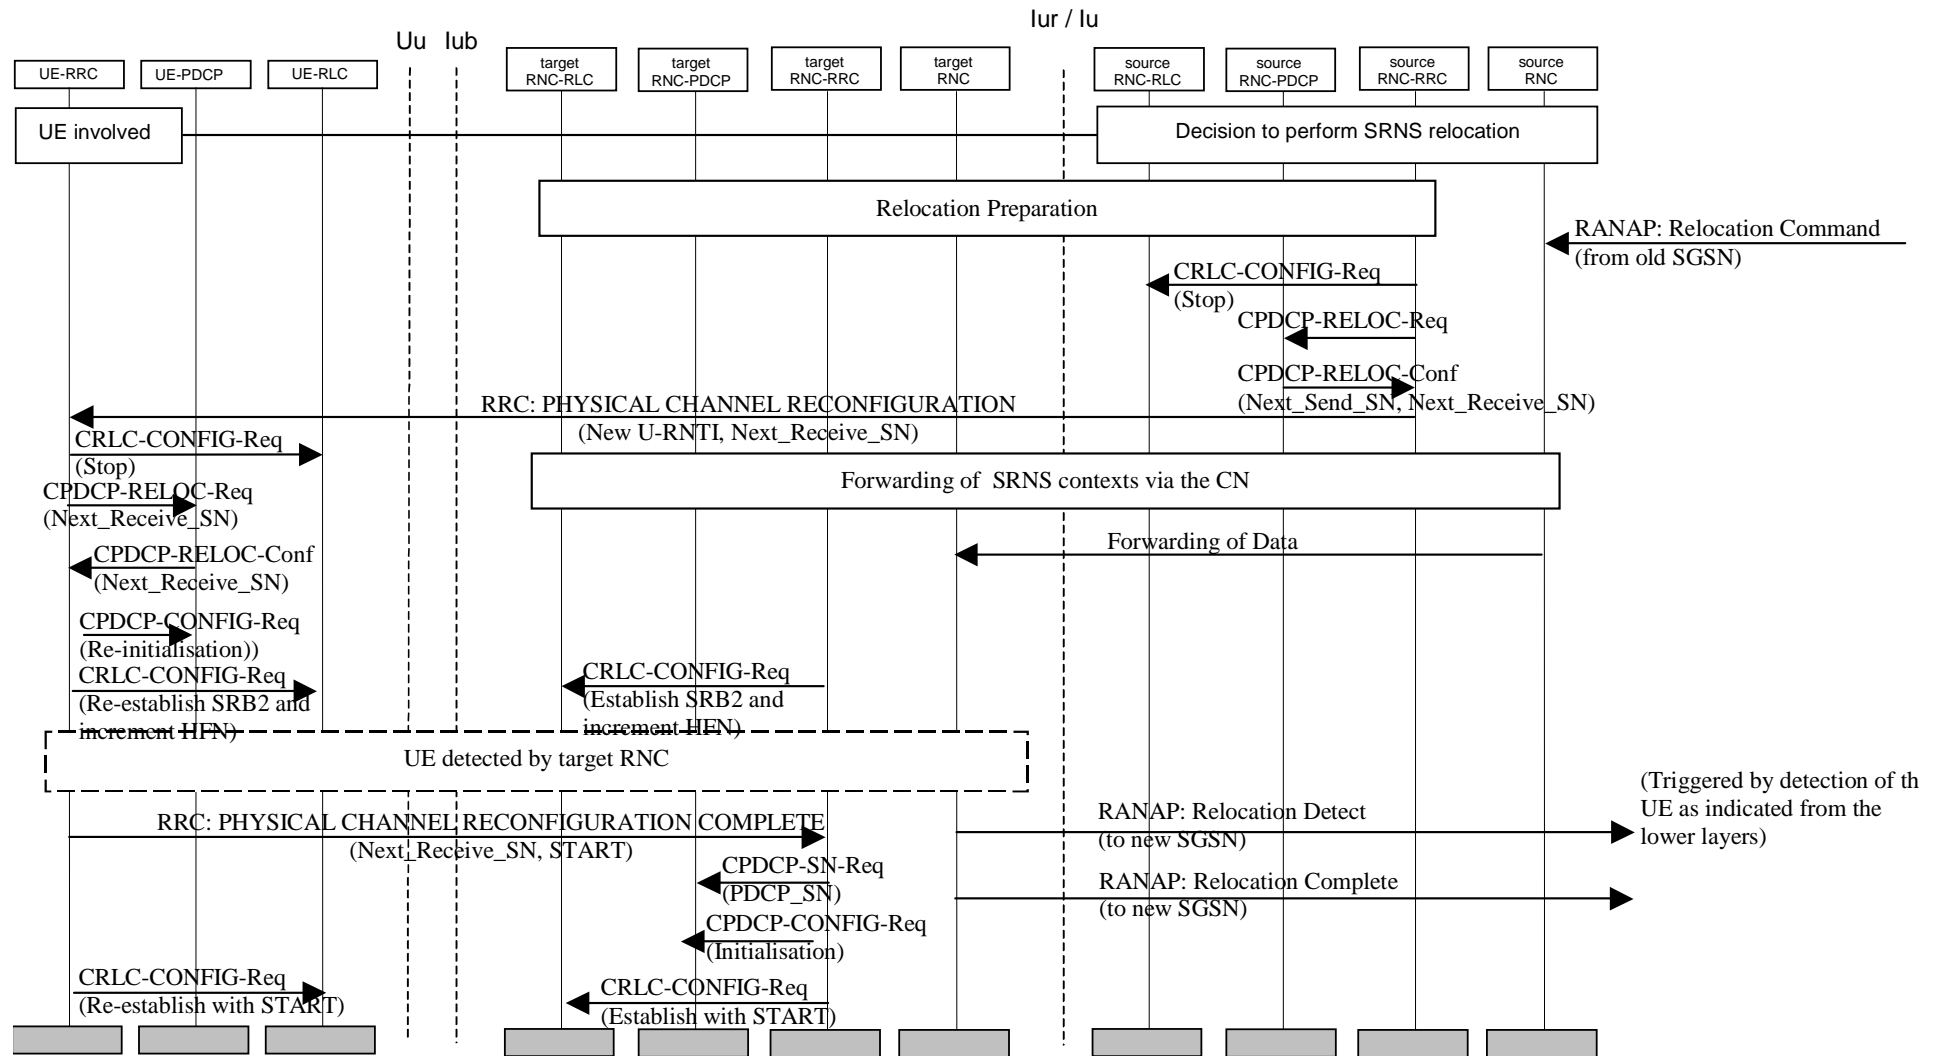 Iur / Iu
Uu
Iub
UE-RRC
UE-PDCP
UE-RLC
target
RNC-RLC
target
RNC-PDCP
target
RNC-RRC
target
RNC
source
RNC-RLC
source
RNC-PDCP
source
RNC-RRC
source
RNC
UE involved
Decision to perform SRNS relocation
Relocation Preparation
RANAP: Relocation Command
(from old SGSN)
CRLC-CONFIG-Req
(Stop)
CPDCP-RELOC-Req
CPDCP-RELOC-Conf
(Next_Send_SN, Next_Receive_SN)
RRC: PHYSICAL CHANNEL RECONFIGURATION
(New U-RNTI, Next_Receive_SN)
CRLC-CONFIG-Req
(Stop)
Forwarding of SRNS contexts via the CN
CPDCP-RELOC-Req
(Next_Receive_SN)
Forwarding of Data
CPDCP-RELOC-Conf
(Next_Receive_SN)
CPDCP-CONFIG-Req
(Re-initialisation))
CRLC-CONFIG-Req
(Re-establish SRB2 and
increment HFN)
CRLC-CONFIG-Req
(Establish SRB2 and
increment HFN)
UE detected by target RNC
(Triggered by detection of th
UE as indicated from the
lower layers)
RRC: PHYSICAL CHANNEL RECONFIGURATION COMPLETE
(Next_Receive_SN, START)
RANAP: Relocation Detect
(to new SGSN)
CPDCP-SN-Req
(PDCP_SN)
RANAP: Relocation Complete
(to new SGSN)
CPDCP-CONFIG-Req
(Initialisation)
CRLC-CONFIG-Req
(Re-establish with START)
CRLC-CONFIG-Req
(Establish with START)